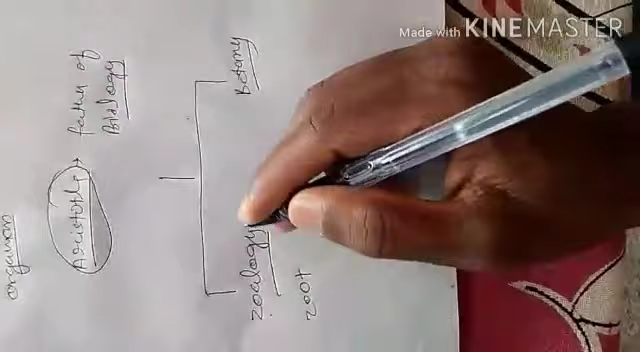 Made with KINEMASTER
organism
Aristotle → father of
Biology
Zoology
Botany
Zoo+